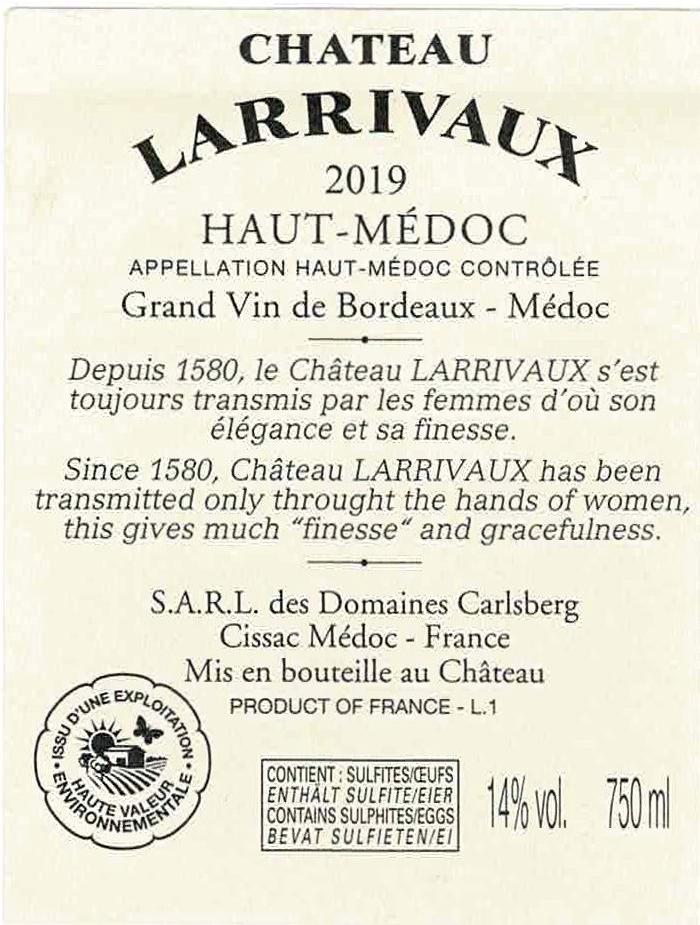 CHATEAU
LARRIVAUX
2019
HAUT-MÉDOC
APPELLATION HAUT-MÉDOC CONTRÔLÉE
Grand Vin de Bordeaux - Médoc
Depuis 1580, le Château LARRIVAUX s'est
toujours transmis par les femmes d'où son
élégance et sa finesse.
Since 1580, Château LARRIVAUX has been
transmitted only throught the hands of women,
this gives much "finesse" and gracefulness.
S.A.R.L. des Domaines Carlsberg
Cissac Médoc - France
Mis en bouteille au Château
PRODUCT OF FRANCE - L.1
• ISSU D'UNE EXPLOITATION •
HAUTE VALEUR
ENVIRONNEMENTALE
CONTIENT : SULFITES/ŒUFS
ENTHÄLT SULFITE/EIER
CONTAINS SULPHITES/EGGS
BEVAT SULFIETEN/EI
14% vol. 750 ml